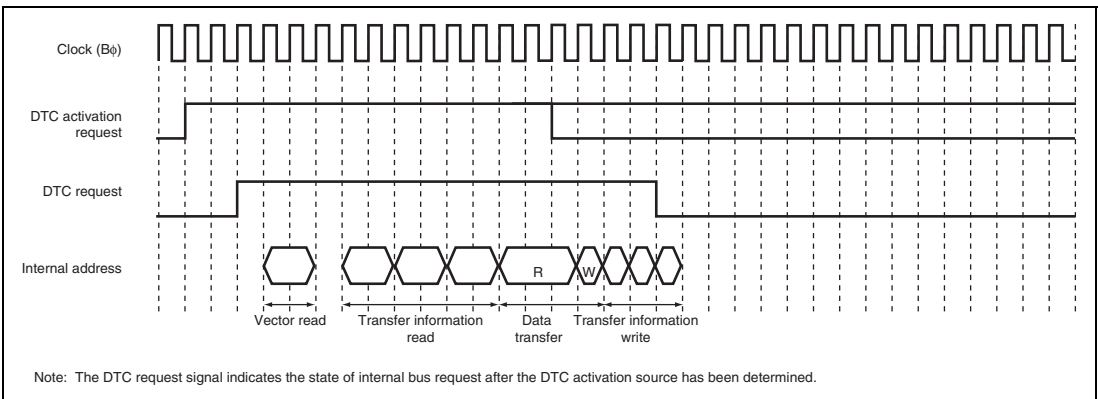 Clock (Bφ)
DTC activation
request
DTC request
Internal address
R
W
Vector read
Transfer information
read
Data
transfer
Transfer information
write
Note: The DTC request signal indicates the state of internal bus request after the DTC activation source has been determined.